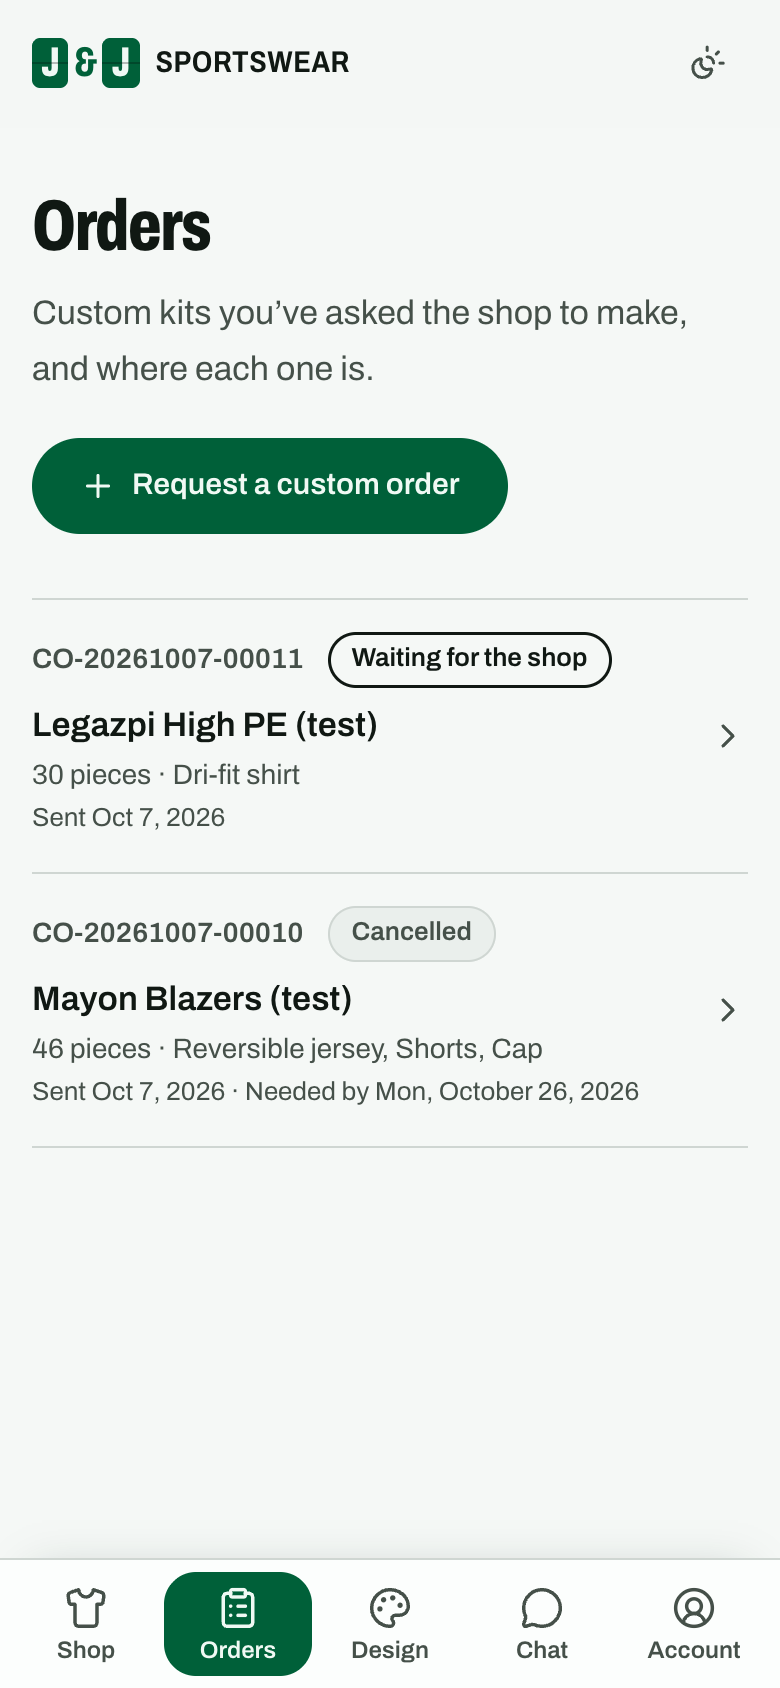 J & J SPORTSWEAR
Orders
Custom kits you’ve asked the shop to make,
and where each one is.
Request a custom order
CO-20261007-00011 Waiting for the shop
Legazpi High PE (test)
30 pieces · Dri-fit shirt
Sent Oct 7, 2026
CO-20261007-00010 Cancelled
Mayon Blazers (test)
46 pieces · Reversible jersey, Shorts, Cap
Sent Oct 7, 2026 · Needed by Mon, October 26, 2026
Shop Orders Design Chat Account